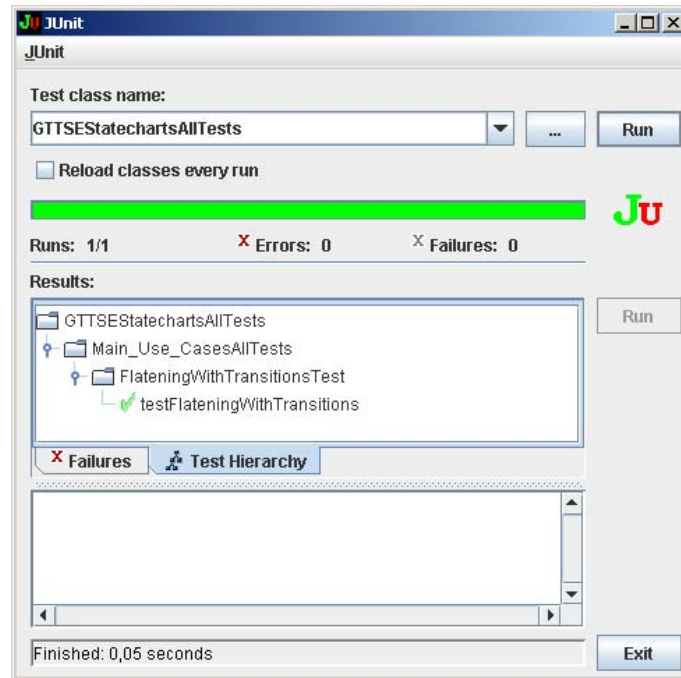 JU JUnit
JUnit
Test class name:
GTTSEStatechartsAllTests ... Run
Reload classes every run
JU
Runs: 1/1 X Errors: 0 X Failures: 0
Results:
GTTSEStatechartsAllTests Run
Main_Use_CasesAllTests
FlateningWithTransitionsTest
testFlateningWithTransitions
X Failures Test Hierarchy
Finished: 0,05 seconds Exit